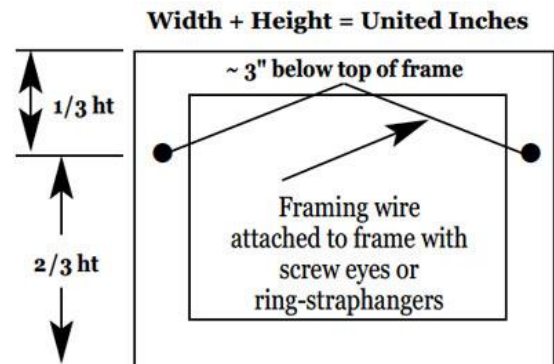 Width + Height = United Inches
~ 3" below top of frame
1/3 ht
Framing wire
attached to frame with
screw eyes or
ring-straphangers
2/3 ht